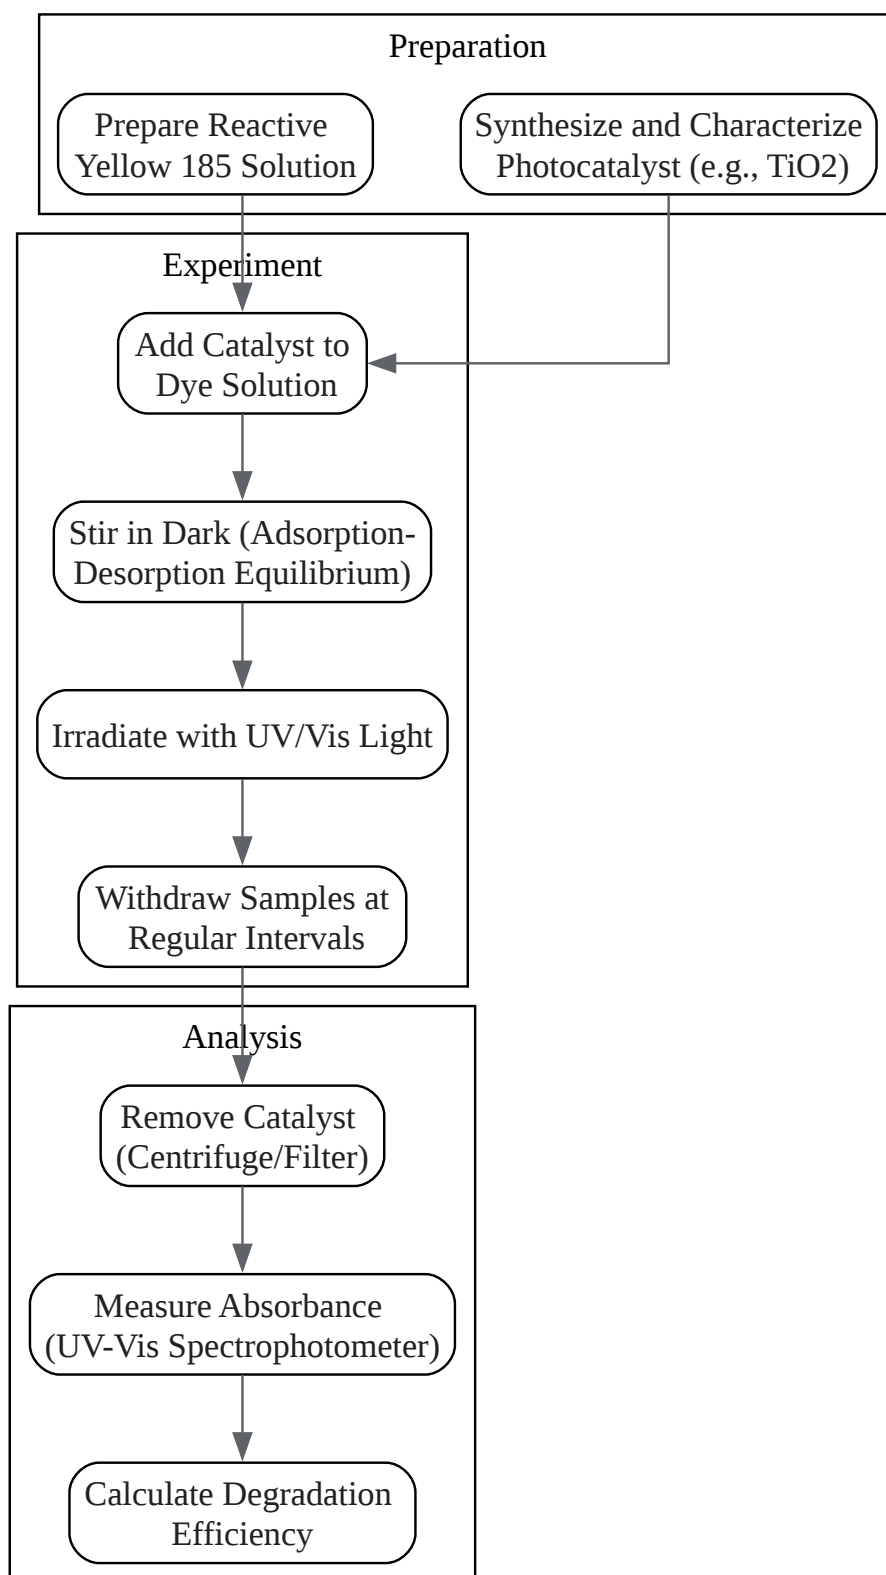 Preparation
Prepare Reactive
Yellow 185 Solution
Synthesize and Characterize
Photocatalyst (e.g., TiO2)
Experiment
Add Catalyst to
Dye Solution
Stir in Dark (Adsorption-
Desorption Equilibrium)
Irradiate with UV/Vis Light
Withdraw Samples at
Regular Intervals
Analysis
Remove Catalyst
(Centrifuge/Filter)
Measure Absorbance
(UV-Vis Spectrophotometer)
Calculate Degradation
Efficiency